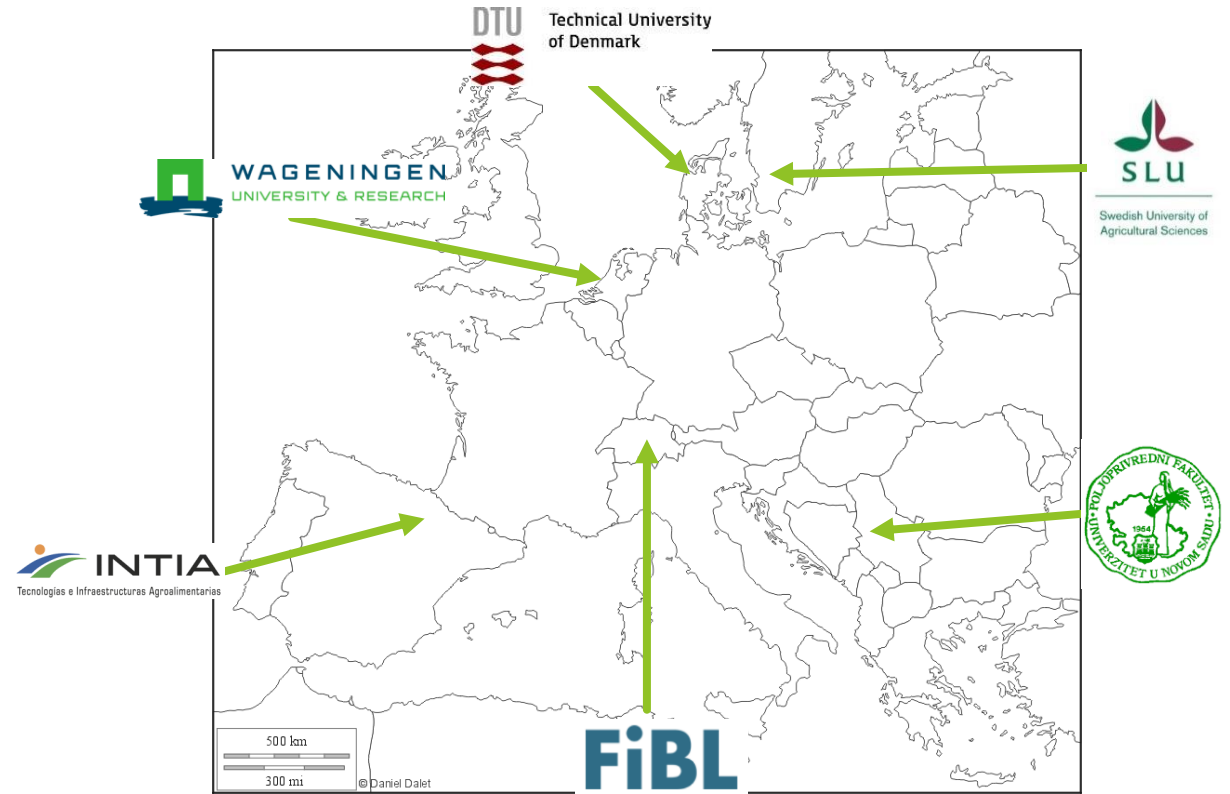 DTU
Technical University
of Denmark
WAGENINGEN
UNIVERSITY & RESEARCH
SLU
Swedish University of
Agricultural Sciences
INTIA
Tecnologías e Infraestructuras Agroalimentarias
POLJOPRIVREDNI FAKULTET
UNIVERZITET U NOVOM SADU
1954
500 km
300 mi
© Daniel Dalet
FiBL